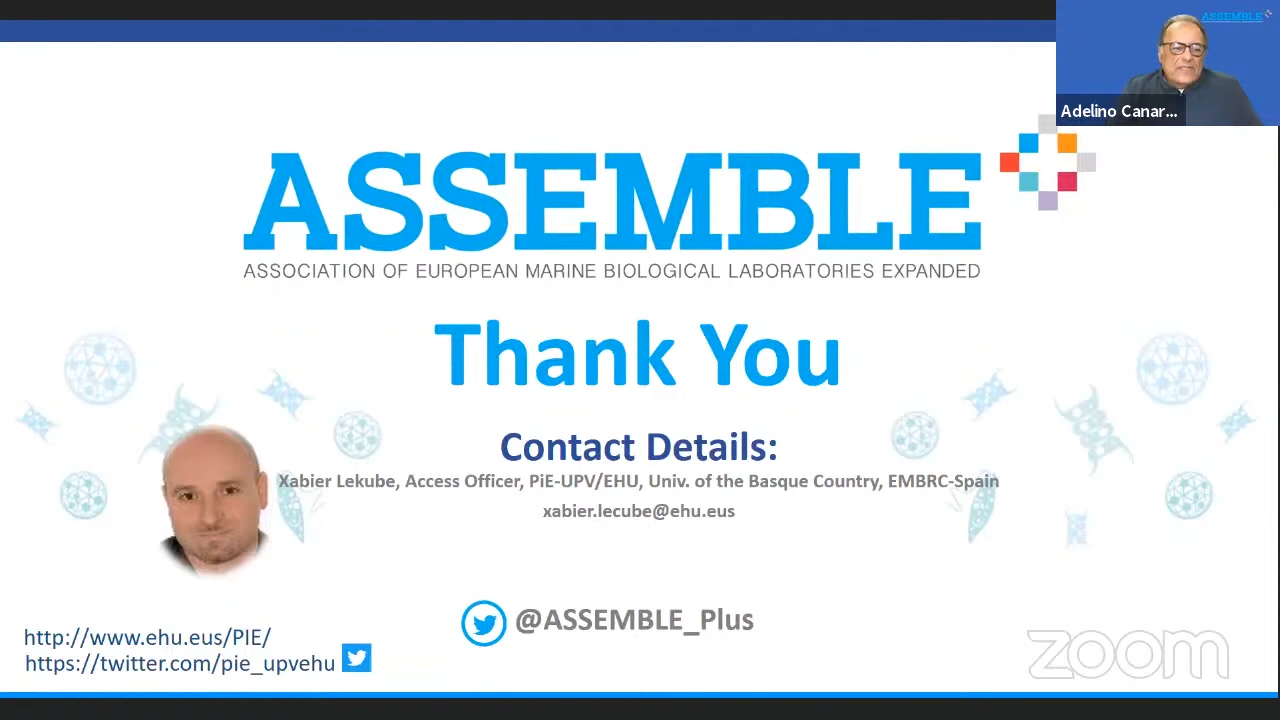 ASSEMBLE
Adelino Canar...
ASSEMBLE
ASSOCIATION OF EUROPEAN MARINE BIOLOGICAL LABORATORIES EXPANDED
Thank You
Contact Details:
Xabier Lekube, Access Officer, PiE-UPV/EHU, Univ. of the Basque Country, EMBRC-Spain
xabier.lecube@ehu.eus
@ASSEMBLE_Plus
http://www.ehu.eus/PIE/
https://twitter.com/pie_upvehu
zoom